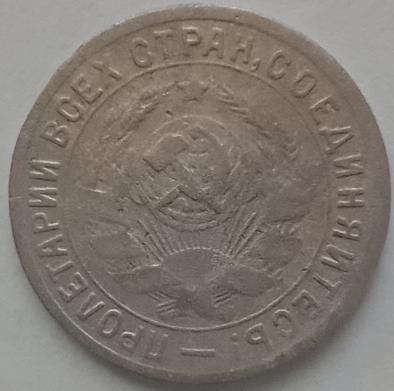 ПРОЛЕТАРИИ ВСЕХ СТРАН, СОЕДИНЯЙТЕСЬ! —